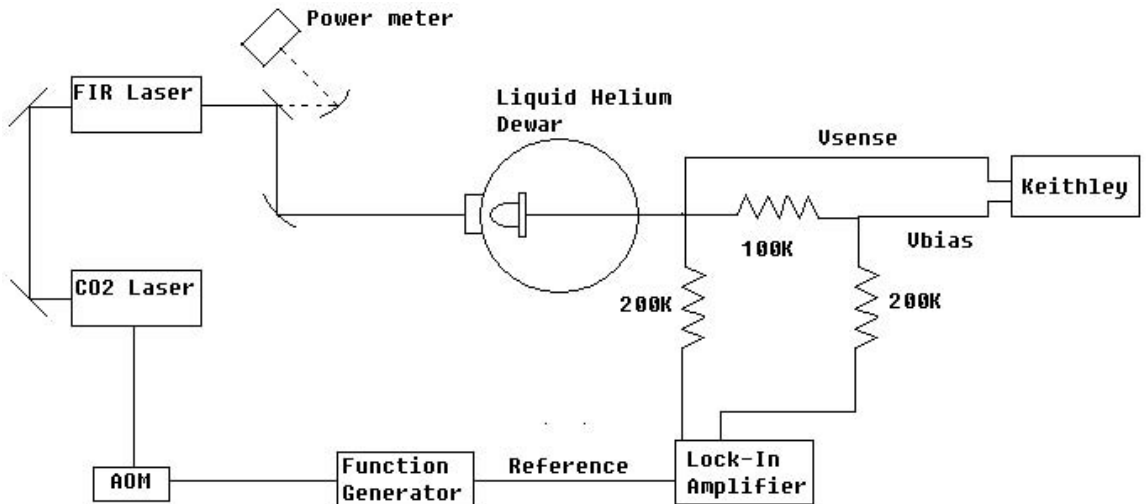 Power meter
FIR Laser
Liquid Helium
Dewar
Vsense
Keithley
100K
Vbias
CO2 Laser
200K
200K
AOM
Function
Generator
Reference
Lock-In
Amplifier